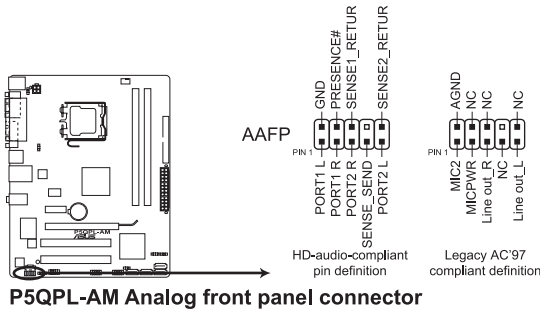 AAFP
PIN 1
GND
PRESENCE#
SENSE1_RETUR
SENSE2_RETUR
PORT1 L
PORT1 R
PORT2 R
SENSE_SEND
PORT2 L
HD-audio-compliant
pin definition
PIN 1
AGND
NC
NC
NC
MIC2
MICPWR
Line out_R
NC
Line out_L
Legacy AC'97
compliant definition
P5QPL-AM
ASUS
P5QPL-AM Analog front panel connector